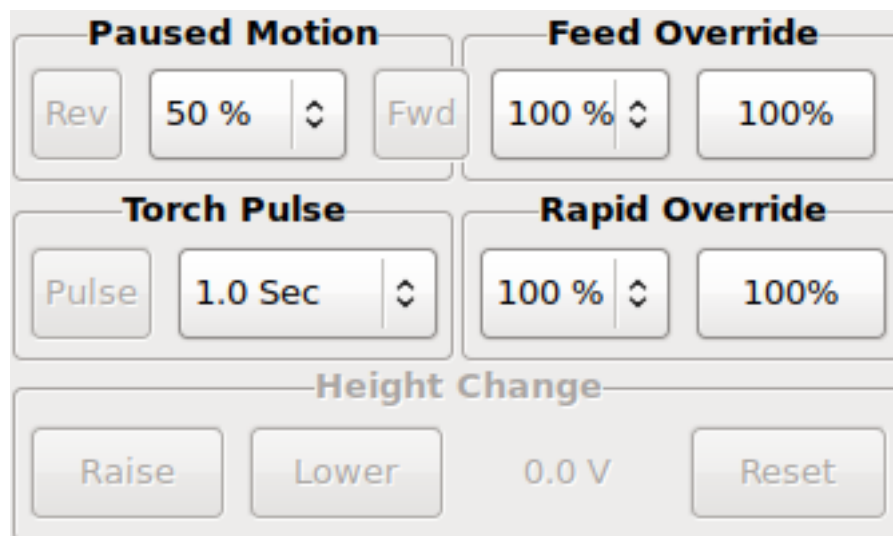 Paused Motion Feed Override
Rev 50 % Fwd 100 % 100%
Torch Pulse Rapid Override
Pulse 1.0 Sec 100 % 100%
Height Change
Raise Lower 0.0 V Reset